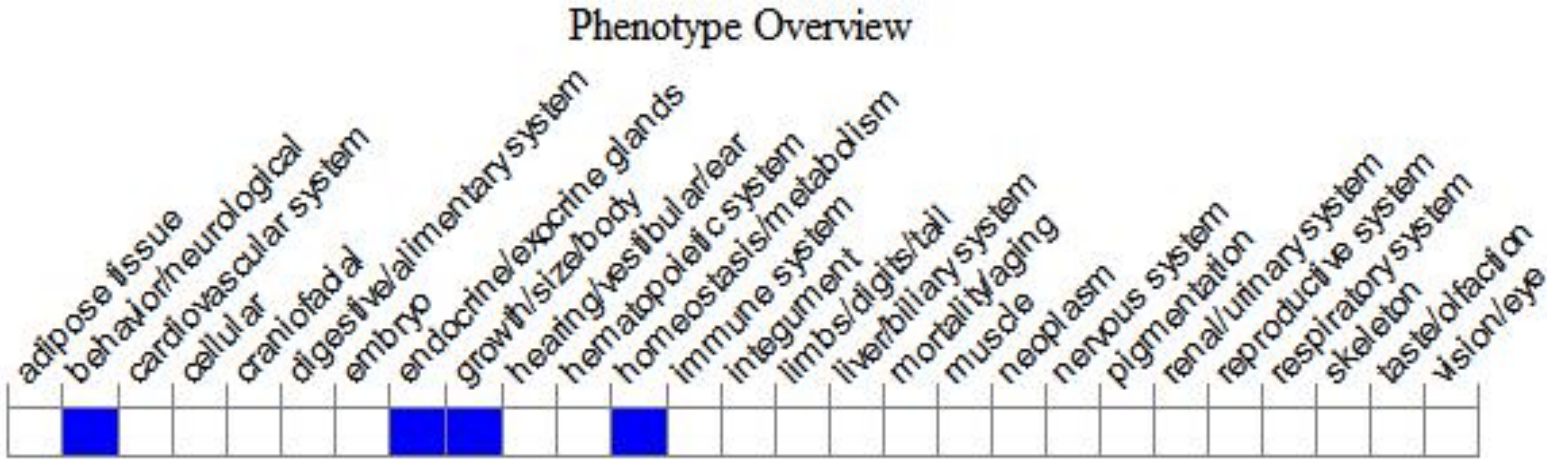 Phenotype Overview
adipose tissue
behavior/neurological
cardiovascular system
cellular
craniofacial
digestive/alimentary system
embryo
endocrine/exocrine glands
growth/size/body
hearing/vestibular/ear
hematopoietic system
homeostasis/metabolism
immune system
integument
limbs/digits/tail
liver/biliary system
mortality/aging
muscle
neoplasm
nervous system
pigmentation
renal/urinary system
reproductive system
respiratory system
skeleton
taste/olfaction
vision/eye